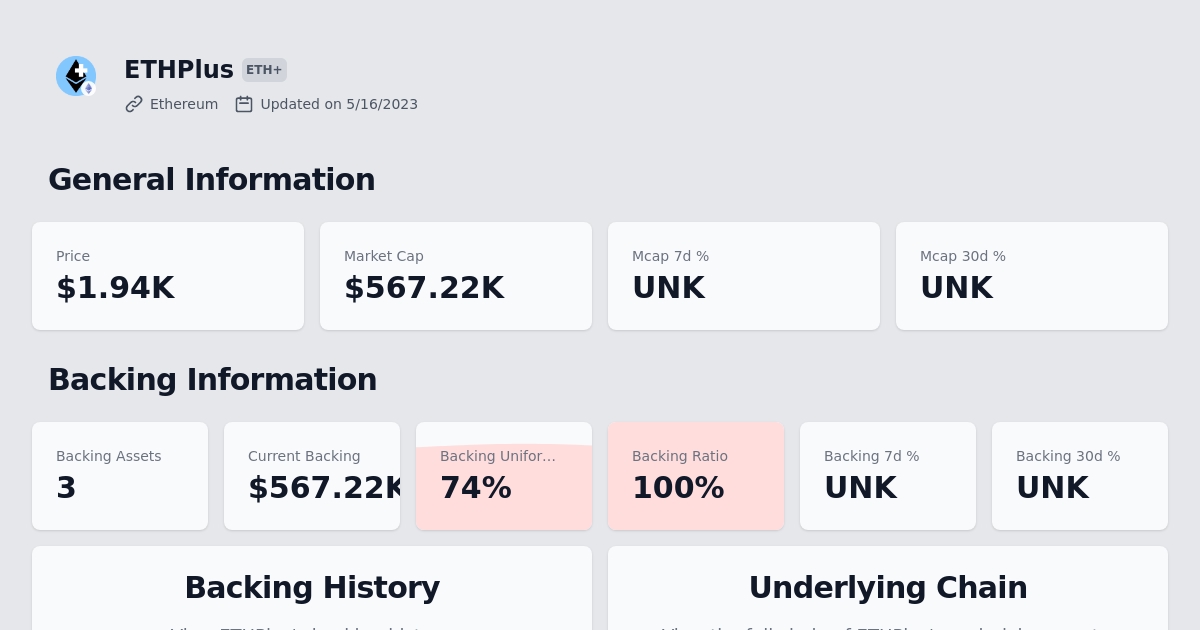 ETHPlus ETH+
Ethereum Updated on 5/16/2023
General Information
Price Market Cap Mcap 7d % Mcap 30d %
$1.94K $567.22K UNK UNK
Backing Information
Backing Assets Current Backing Backing Unifor... Backing Ratio Backing 7d % Backing 30d %
3 $567.22K 74% 100% UNK UNK
Backing History Underlying Chain